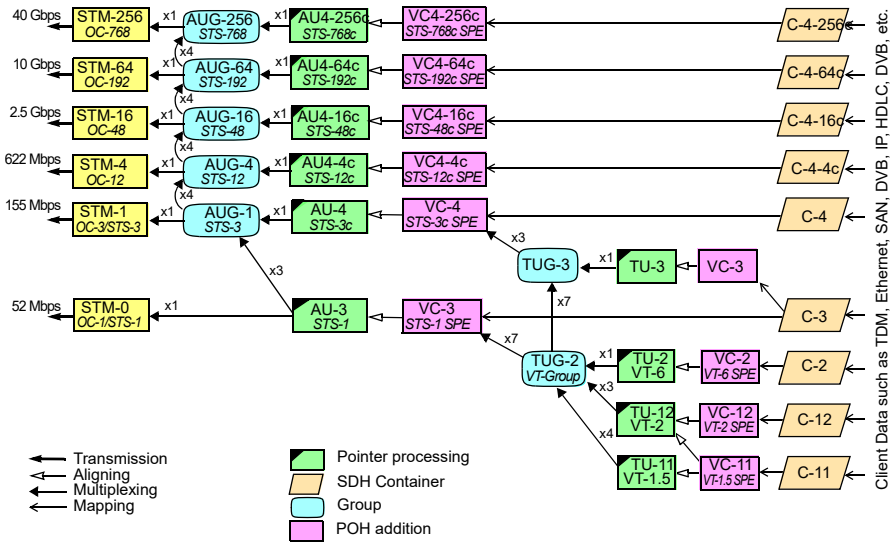 40 Gbps
STM-256
OC-768
x1
AUG-256
STS-768
x1
AU4-256c
STS-768c
VC4-256c
STS-768c SPE
C-4-256c
x4
10 Gbps
STM-64
OC-192
x1
AUG-64
STS-192
x1
AU4-64c
STS-192c
VC4-64c
STS-192c SPE
C-4-64c
x4
2.5 Gbps
STM-16
OC-48
x1
AUG-16
STS-48
x1
AU4-16c
STS-48c
VC4-16c
STS-48c SPE
C-4-16c
x4
622 Mbps
STM-4
OC-12
x1
AUG-4
STS-12
x1
AU4-4c
STS-12c
VC4-4c
STS-12c SPE
C-4-4c
x4
155 Mbps
STM-1
OC-3/STS-3
x1
AUG-1
STS-3
x1
AU-4
STS-3c
VC-4
STS-3c SPE
C-4
x3
TUG-3
x1
TU-3
VC-3
x3
x7
52 Mbps
STM-0
OC-1/STS-1
x1
AU-3
STS-1
VC-3
STS-1 SPE
C-3
x7
TUG-2
VT-Group
x1
TU-2
VT-6
VC-2
VT-6 SPE
C-2
x3
TU-12
VT-2
VC-12
VT-2 SPE
C-12
x4
TU-11
VT-1.5
VC-11
VT-1.5 SPE
C-11
Client Data such as TDM, Ethernet, SAN, DVB, IP, HDLC, DVB, etc.
Transmission
Aligning
Multiplexing
Mapping
Pointer processing
SDH Container
Group
POH addition